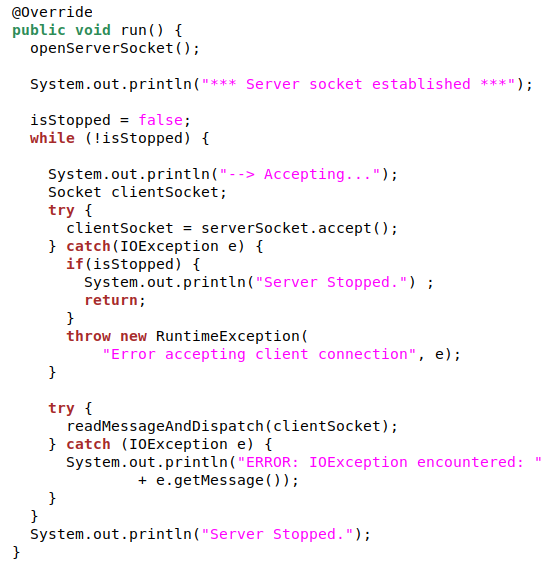 @Override
public void run() {
  openServerSocket();

  System.out.println("*** Server socket established ***");

  isStopped = false;
  while (!isStopped) {

    System.out.println("--> Accepting...");
    Socket clientSocket;
    try {
      clientSocket = serverSocket.accept();
    } catch(IOException e) {
      if(isStopped) {
        System.out.println("Server Stopped.") ;
        return;
      }
      throw new RuntimeException(
          "Error accepting client connection", e);
    }

    try {
      readMessageAndDispatch(clientSocket);
    } catch (IOException e) {
      System.out.println("ERROR: IOException encountered: "
              + e.getMessage());
    }
  }
  System.out.println("Server Stopped.");
}